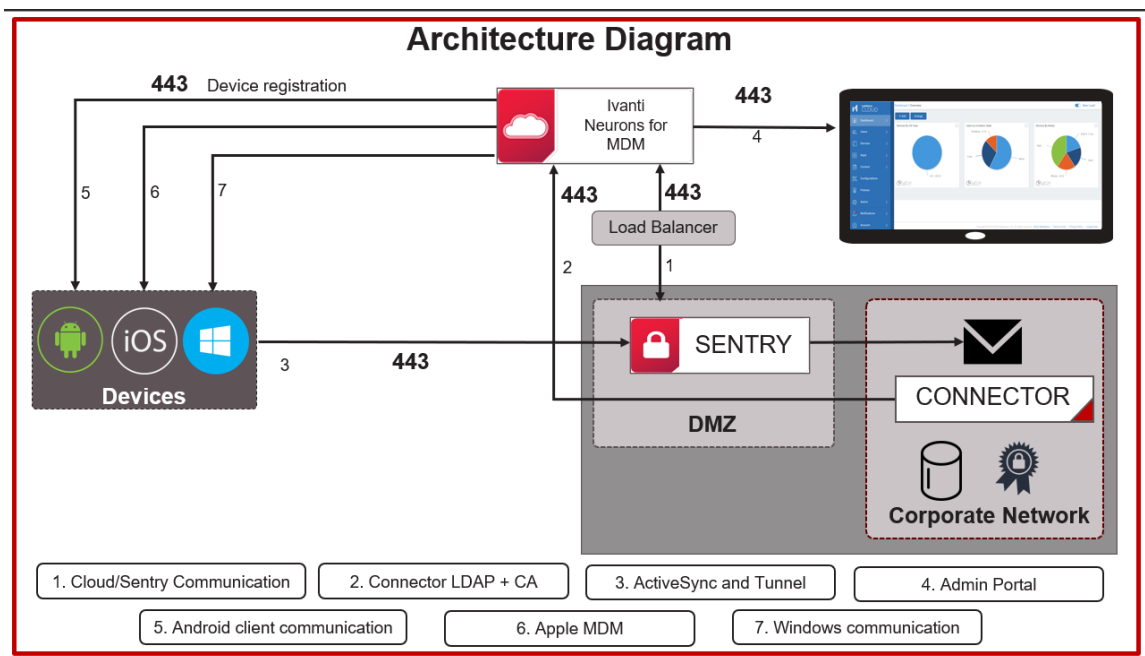 Architecture Diagram
443 Device registration
Ivanti
Neurons for
MDM
443
4
5
6
7
443
443
Load Balancer
2
1
CLOUD
iOS
Devices
3
443
SENTRY
DMZ
CONNECTOR
Corporate Network
1. Cloud/Sentry Communication
2. Connector LDAP + CA
3. ActiveSync and Tunnel
4. Admin Portal
5. Android client communication
6. Apple MDM
7. Windows communication